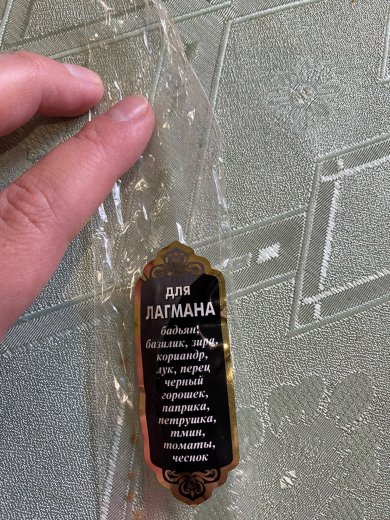 для
ЛАГМАНА
бадьян,
базилик, зира,
кориандр,
лук, перец
черный
горошек,
паприка,
петрушка,
тмин,
томаты,
чеснок